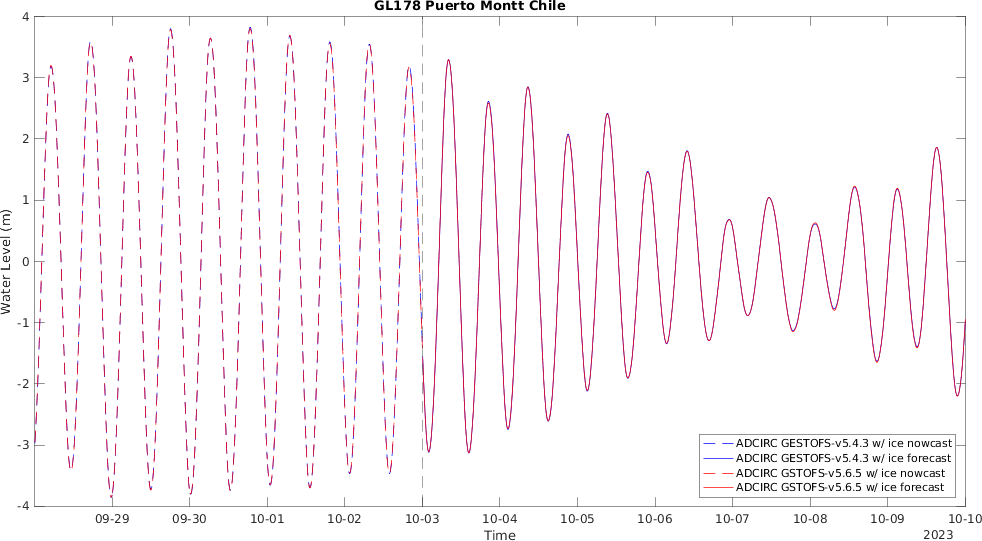 GL178 Puerto Montt Chile
4
3
2
1
0
-1
-2
-3
-4
Water Level (m)
09-29 09-30 10-01 10-02 10-03 10-04 10-05 10-06 10-07 10-08 10-09 10-10
Time
2023
ADCIRC GESTOFS-v5.4.3 w/ ice nowcast
ADCIRC GESTOFS-v5.4.3 w/ ice forecast
ADCIRC GSTOFS-v5.6.5 w/ ice nowcast
ADCIRC GSTOFS-v5.6.5 w/ ice forecast